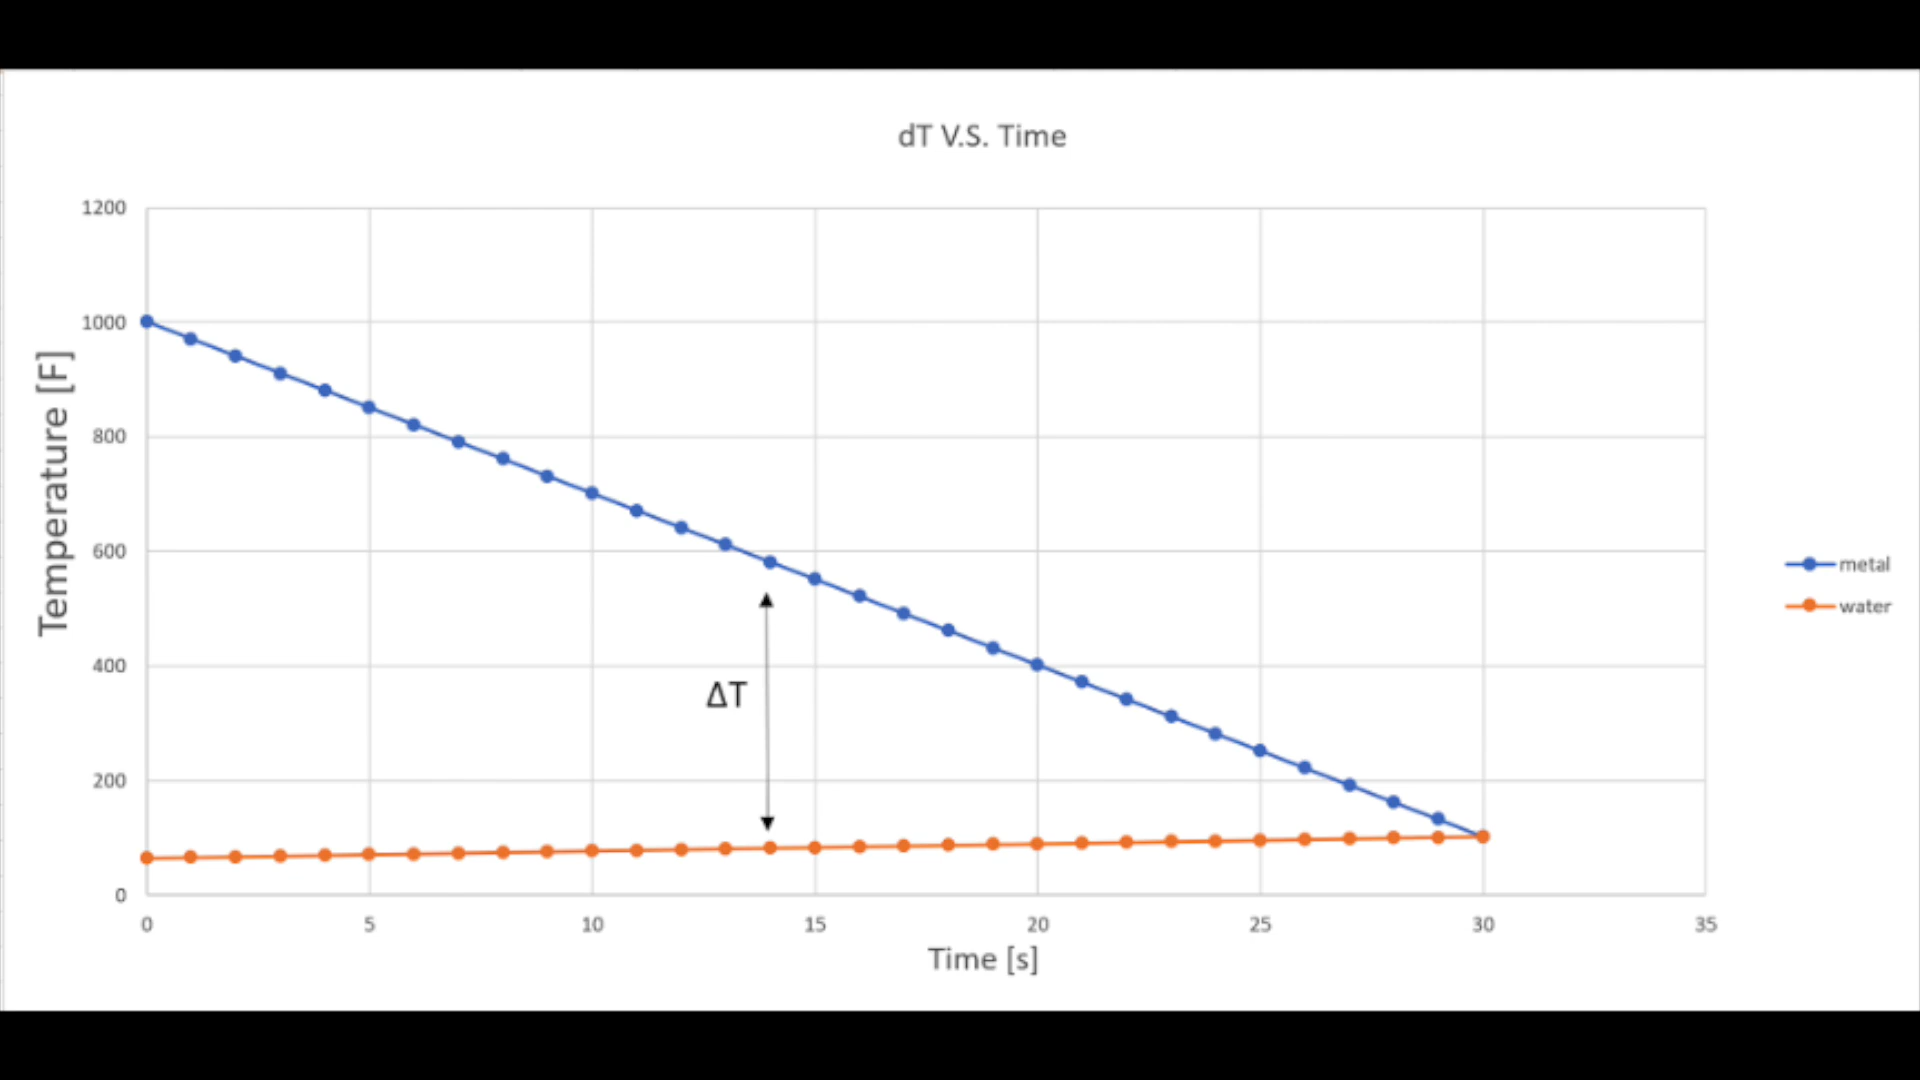 dT V.S. Time
1200
1000
800
600
400
200
0
Temperature [F]
ΔT
0 5 10 15 20 25 30 35
Time [s]
metal
water